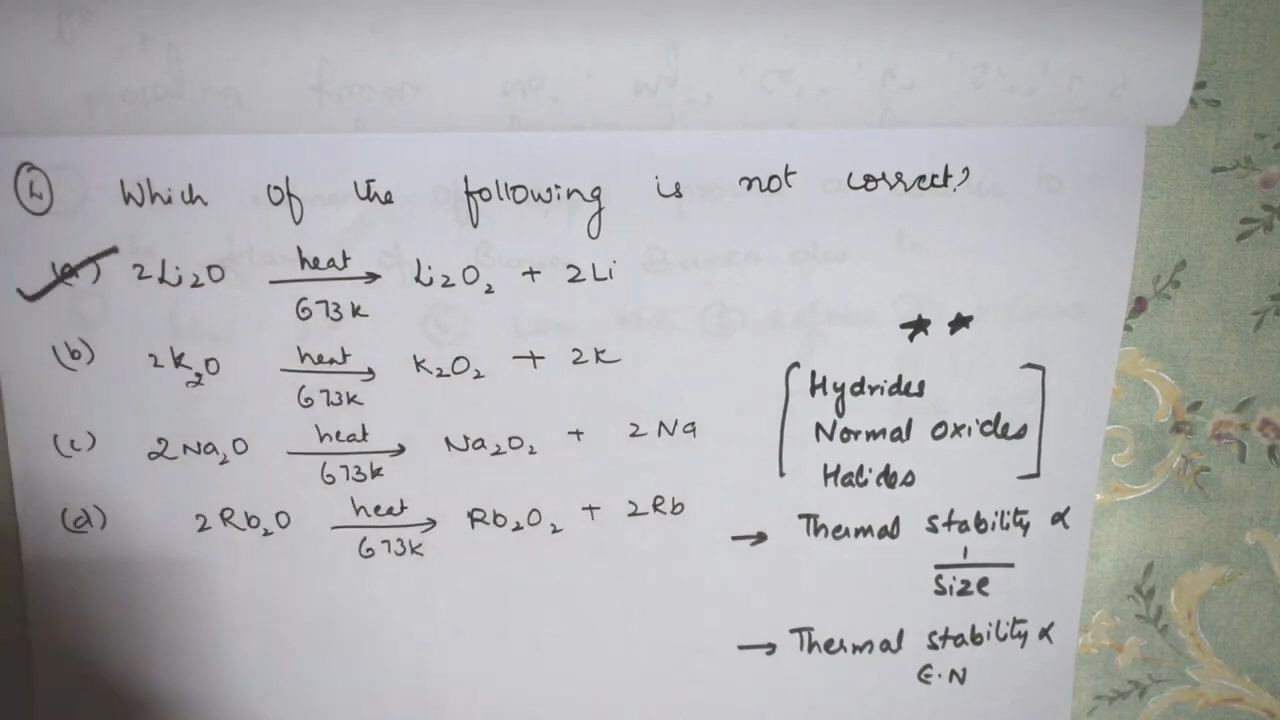 ④ Which of the following is not correct?
(a) 2Li₂O heat → 673K Li₂O₂ + 2Li
(b) 2K₂O heat → 673K K₂O₂ + 2K
(c) 2Na₂O heat → 673K Na₂O₂ + 2Na
(d) 2Rb₂O heat → 673K Rb₂O₂ + 2Rb
★ ★
Hydrides
Normal oxides
Halides
→ Thermal stability ∝
1
size
→ Thermal stability ∝
E.N